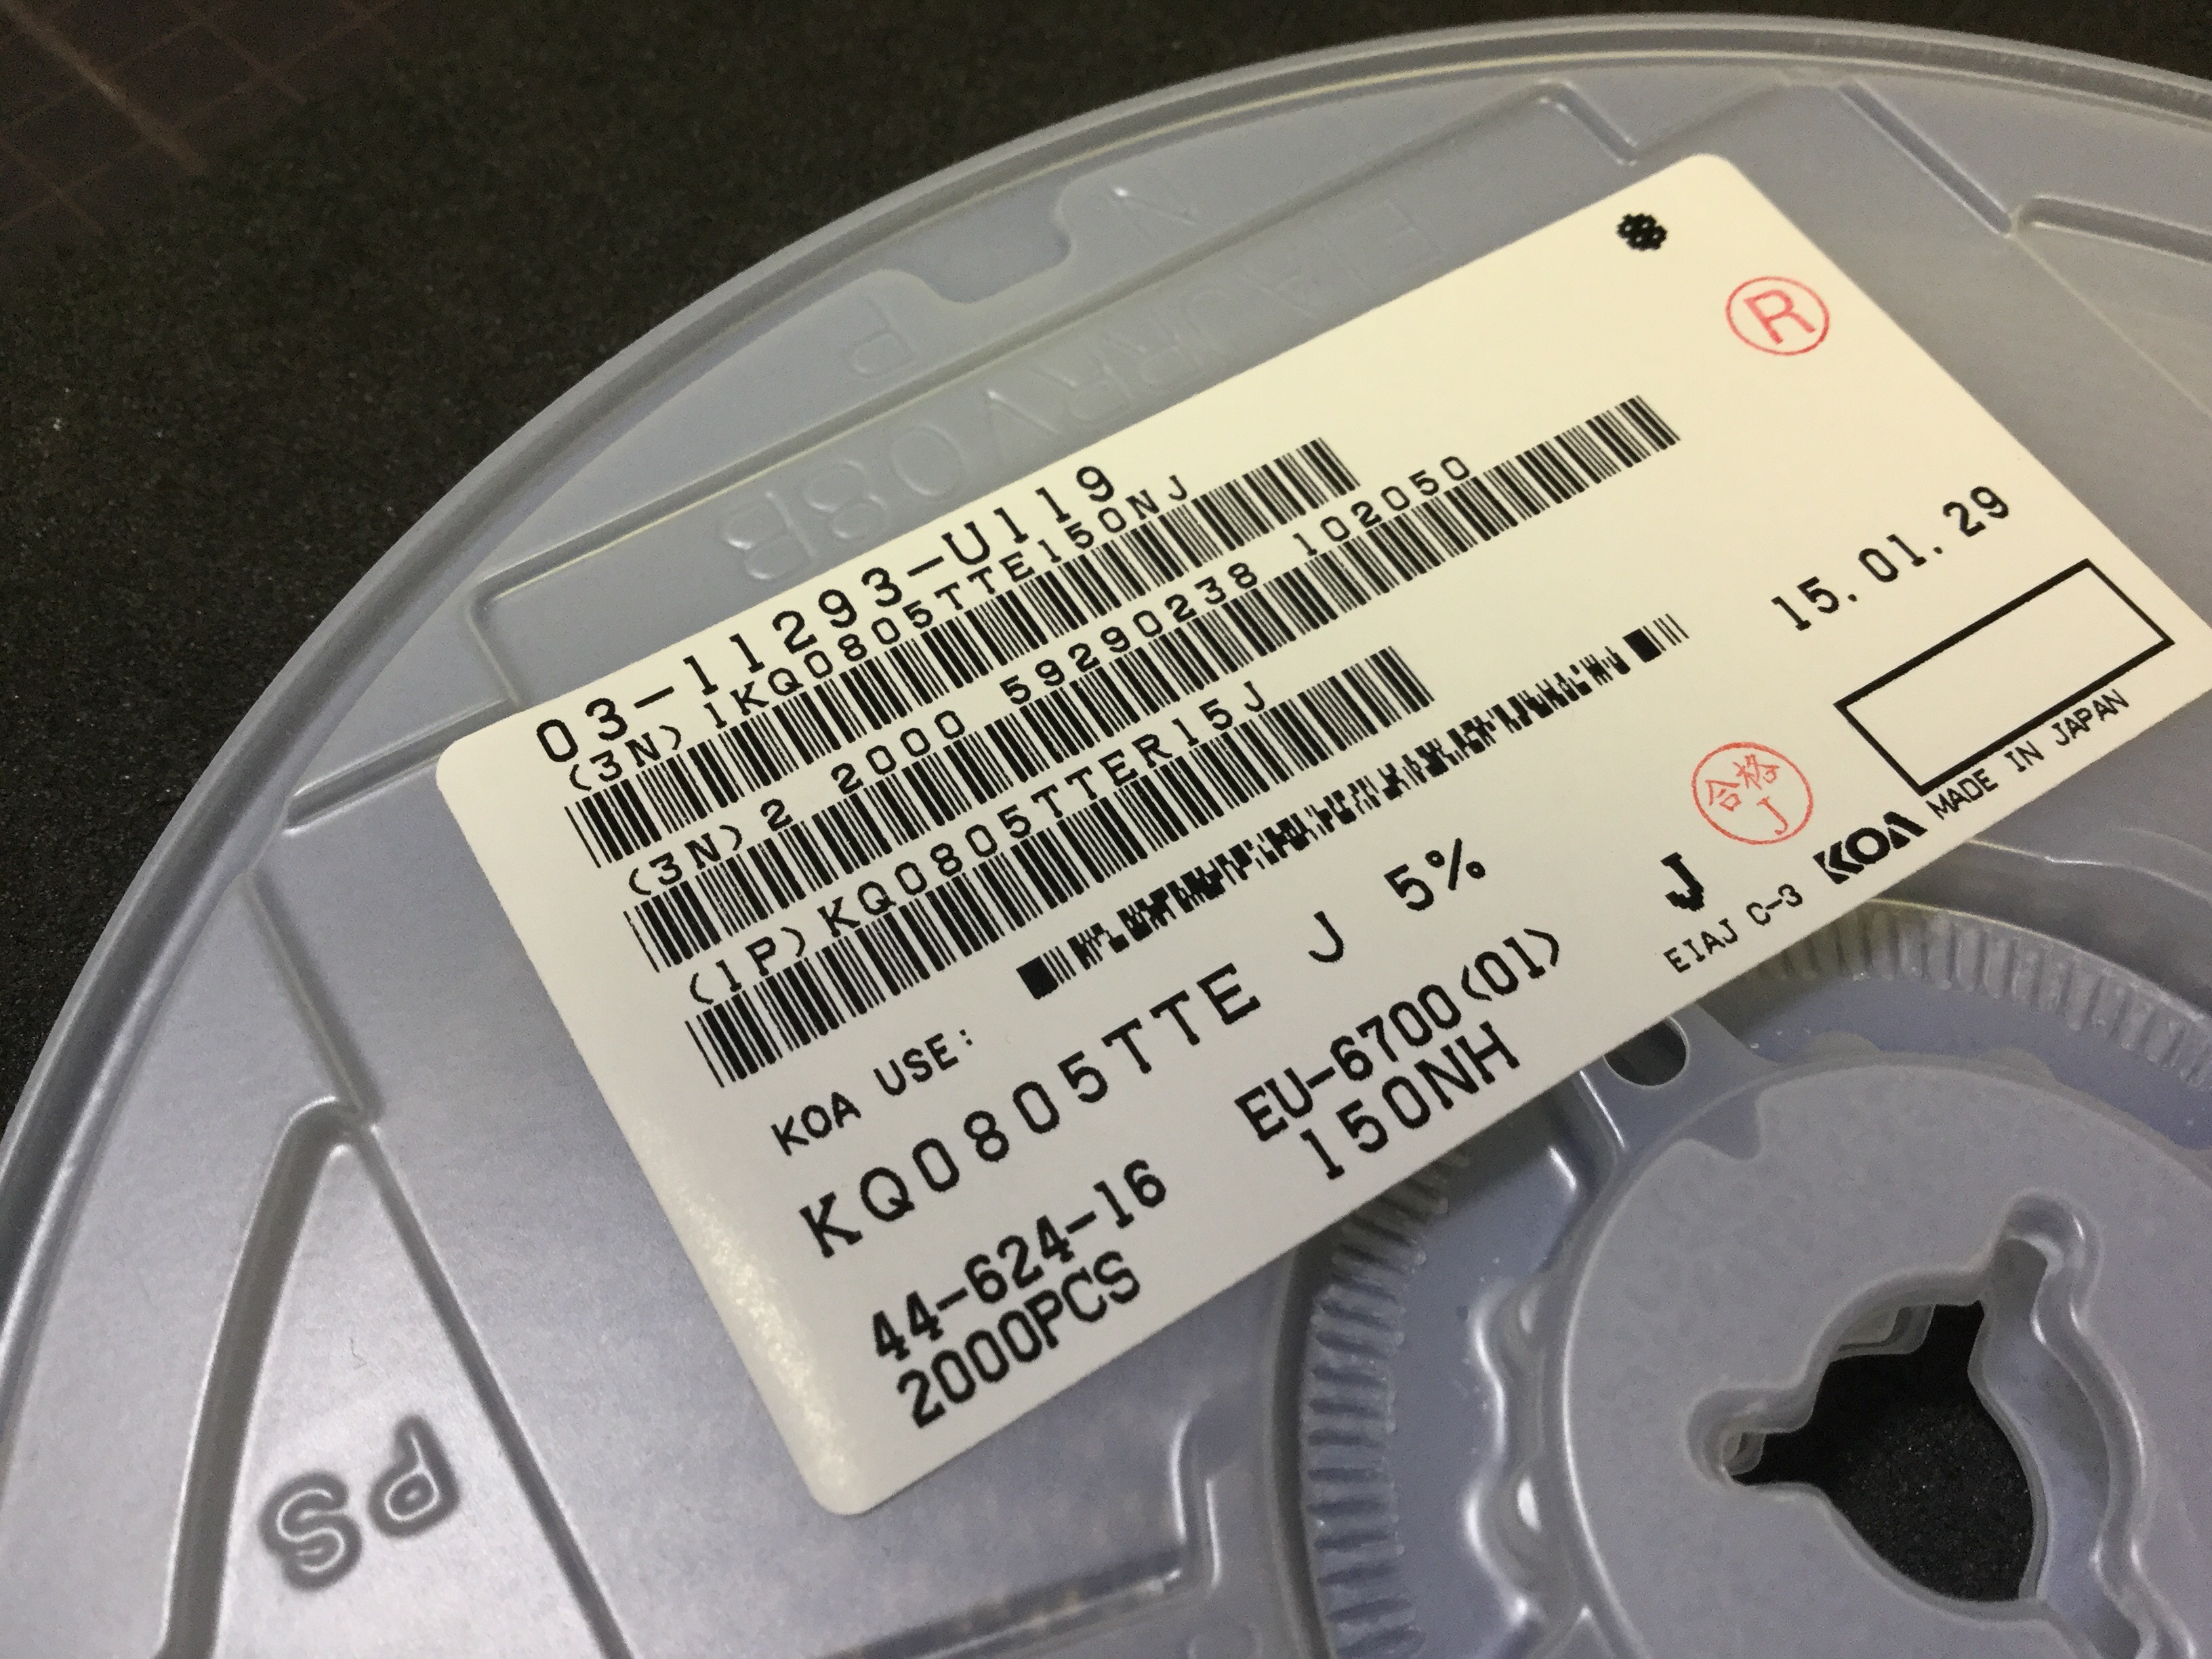 EIAJRRV08B
N
P
03-11293-U119
(3N)1KQ0805TTE150NJ
(3N)2 2000 59290238 102050
(1P)KQ0805TTER15J
KOA USE:
KQ0805TTE J 5%
44-624-16 EU-6700(01)
2000PCS 150NH
R
15.01.29
合格
J
J
EIAJ C-3 KOA MADE IN JAPAN
PS